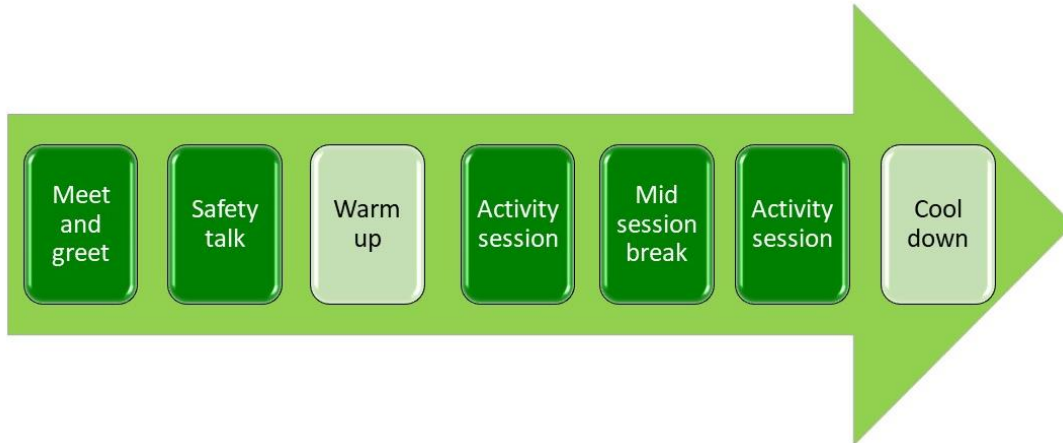 Meet
and
greet
Safety
talk
Warm
up
Activity
session
Mid
session
break
Activity
session
Cool
down